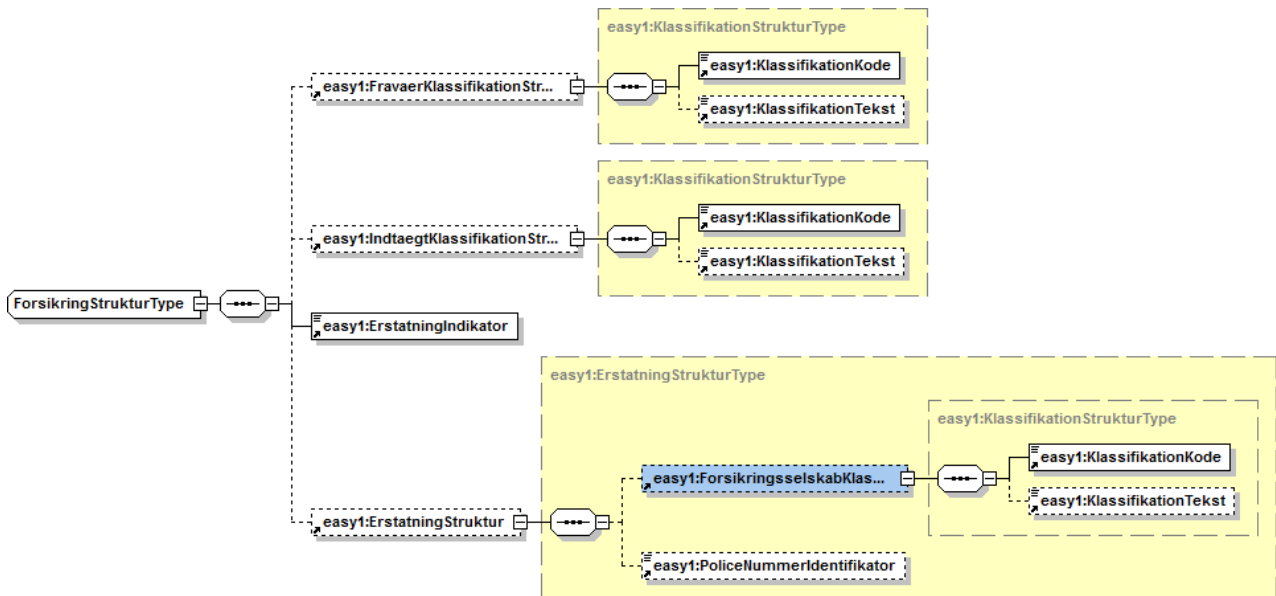 easy1:KlassifikationStrukturType
easy1:KlassifikationKode
easy1:FravaerKlassifikationStr...
easy1:KlassifikationTekst
easy1:KlassifikationStrukturType
easy1:KlassifikationKode
easy1:IndtaegtKlassifikationStr...
easy1:KlassifikationTekst
ForsikringStrukturType
easy1:ErstatningIndikator
easy1:ErstatningStrukturType
easy1:KlassifikationStrukturType
easy1:KlassifikationKode
easy1:ForsikringsselskabKlas...
easy1:KlassifikationTekst
easy1:ErstatningStruktur
easy1:PoliceNummerIdentifikator